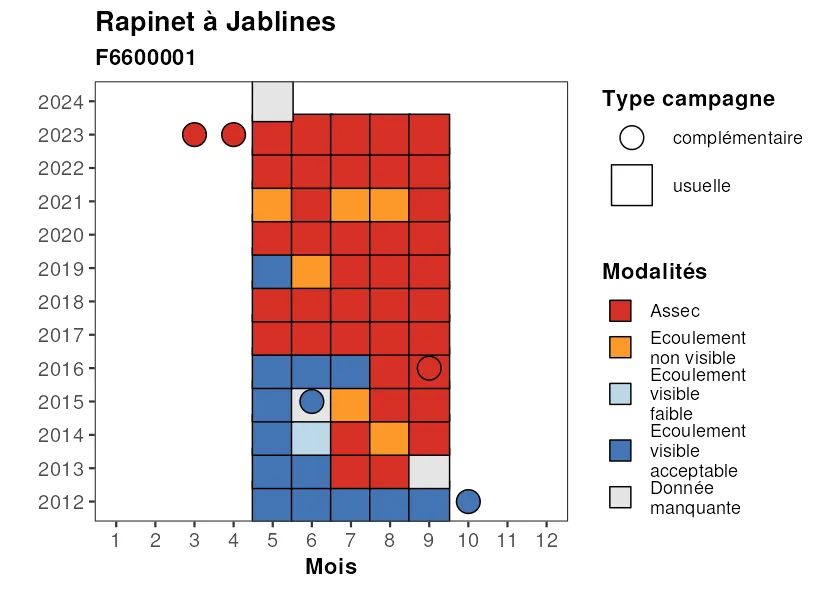 Rapinet à Jablines
F6600001
2024
2023
2022
2021
2020
2019
2018
2017
2016
2015
2014
2013
2012
1 2 3 4 5 6 7 8 9 10 11 12
Mois
Type campagne
complémentaire
usuelle
Modalités
Assec
Ecoulement
non visible
Ecoulement
visible
faible
Ecoulement
visible
acceptable
Donnée
manquante